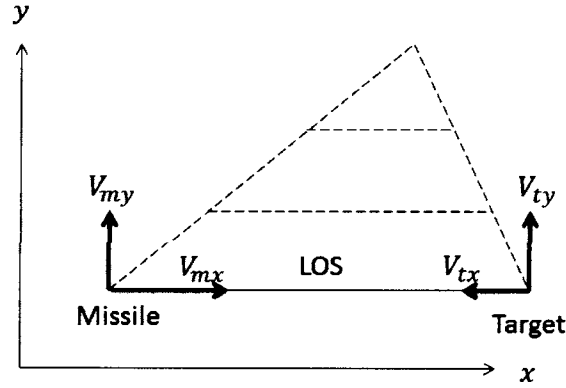 y
V_my
V_ty
V_mx
LOS
V_tx
Missile
Target
x